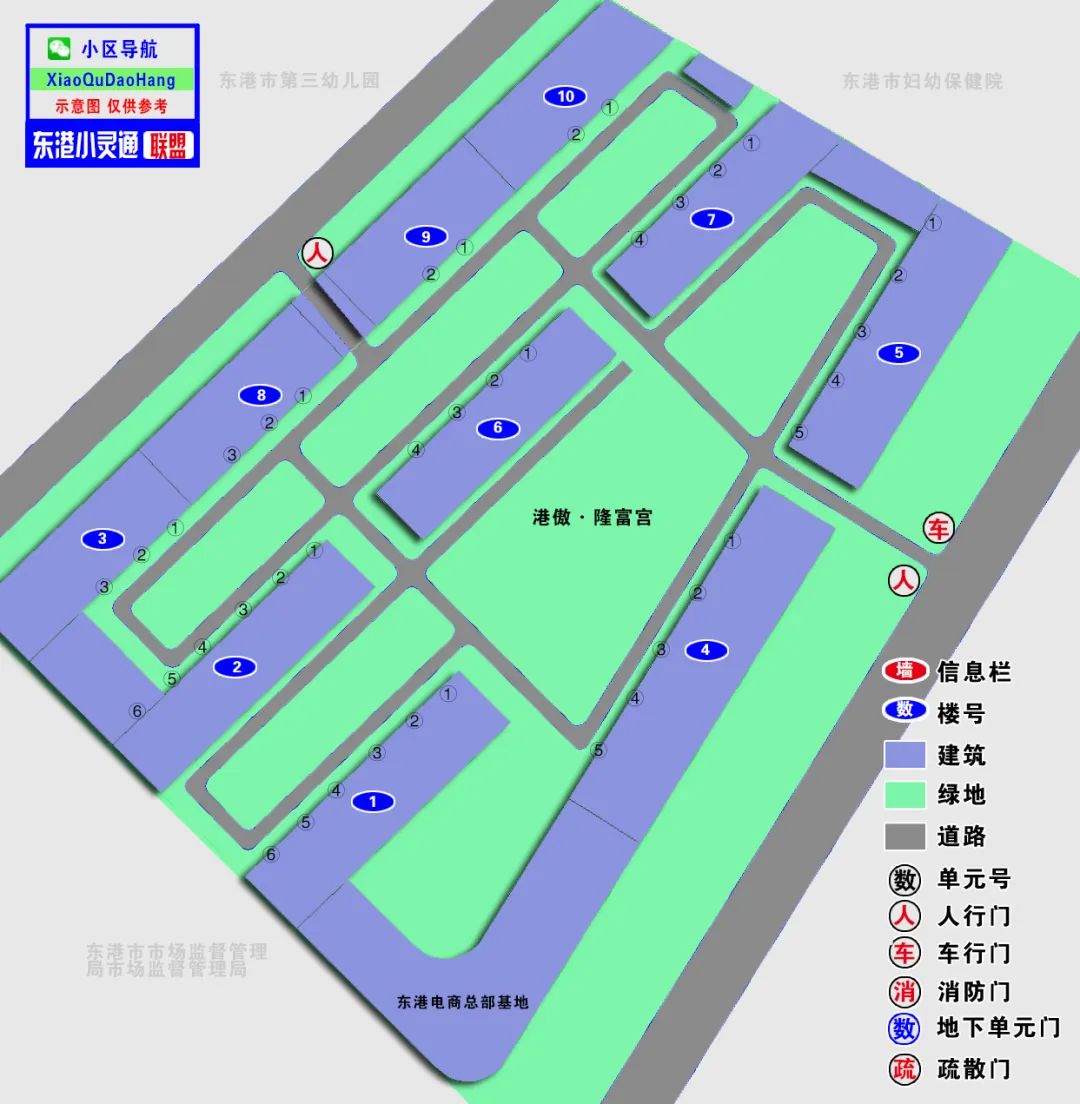 小区导航
XiaoQuDaoHang
示意图 仅供参考
东港小灵通 联盟
东港市第三幼儿园
东港市妇幼保健院
10
1
2
9
1
2
人
7
1
2
3
4
5
1
2
3
4
5
8
1
2
3
6
1
2
3
4
港傲·隆富宫
车
人
3
1
2
3
2
1
2
3
4
5
6
4
1
2
3
4
5
1
1
2
3
4
5
6
东港市市场监督管理
局市场监督管理局
东港电商总部基地
墙 信息栏
数 楼号
建筑
绿地
道路
数 单元号
人 人行门
车 车行门
消 消防门
数 地下单元门
疏 疏散门